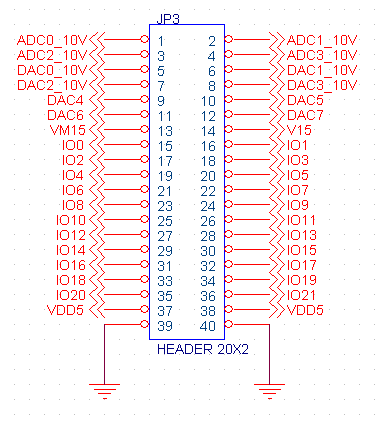 JP3
ADC0_10V 1 2 ADC1_10V
ADC2_10V 3 4 ADC3_10V
DAC0_10V 5 6 DAC1_10V
DAC2_10V 7 8 DAC3_10V
DAC4 9 10 DAC5
DAC6 11 12 DAC7
VM15 13 14 V15
IO0 15 16 IO1
IO2 17 18 IO3
IO4 19 20 IO5
IO6 21 22 IO7
IO8 23 24 IO9
IO10 25 26 IO11
IO12 27 28 IO13
IO14 29 30 IO15
IO16 31 32 IO17
IO18 33 34 IO19
IO20 35 36 IO21
VDD5 37 38 VDD5
39 40
HEADER 20X2